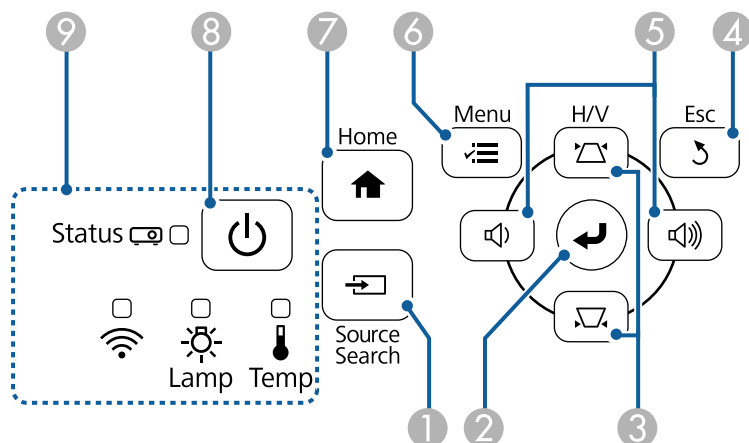 9 8 7 6 5 4
Menu H/V Esc
Home
Status
Source
Search
Lamp Temp
1 2 3